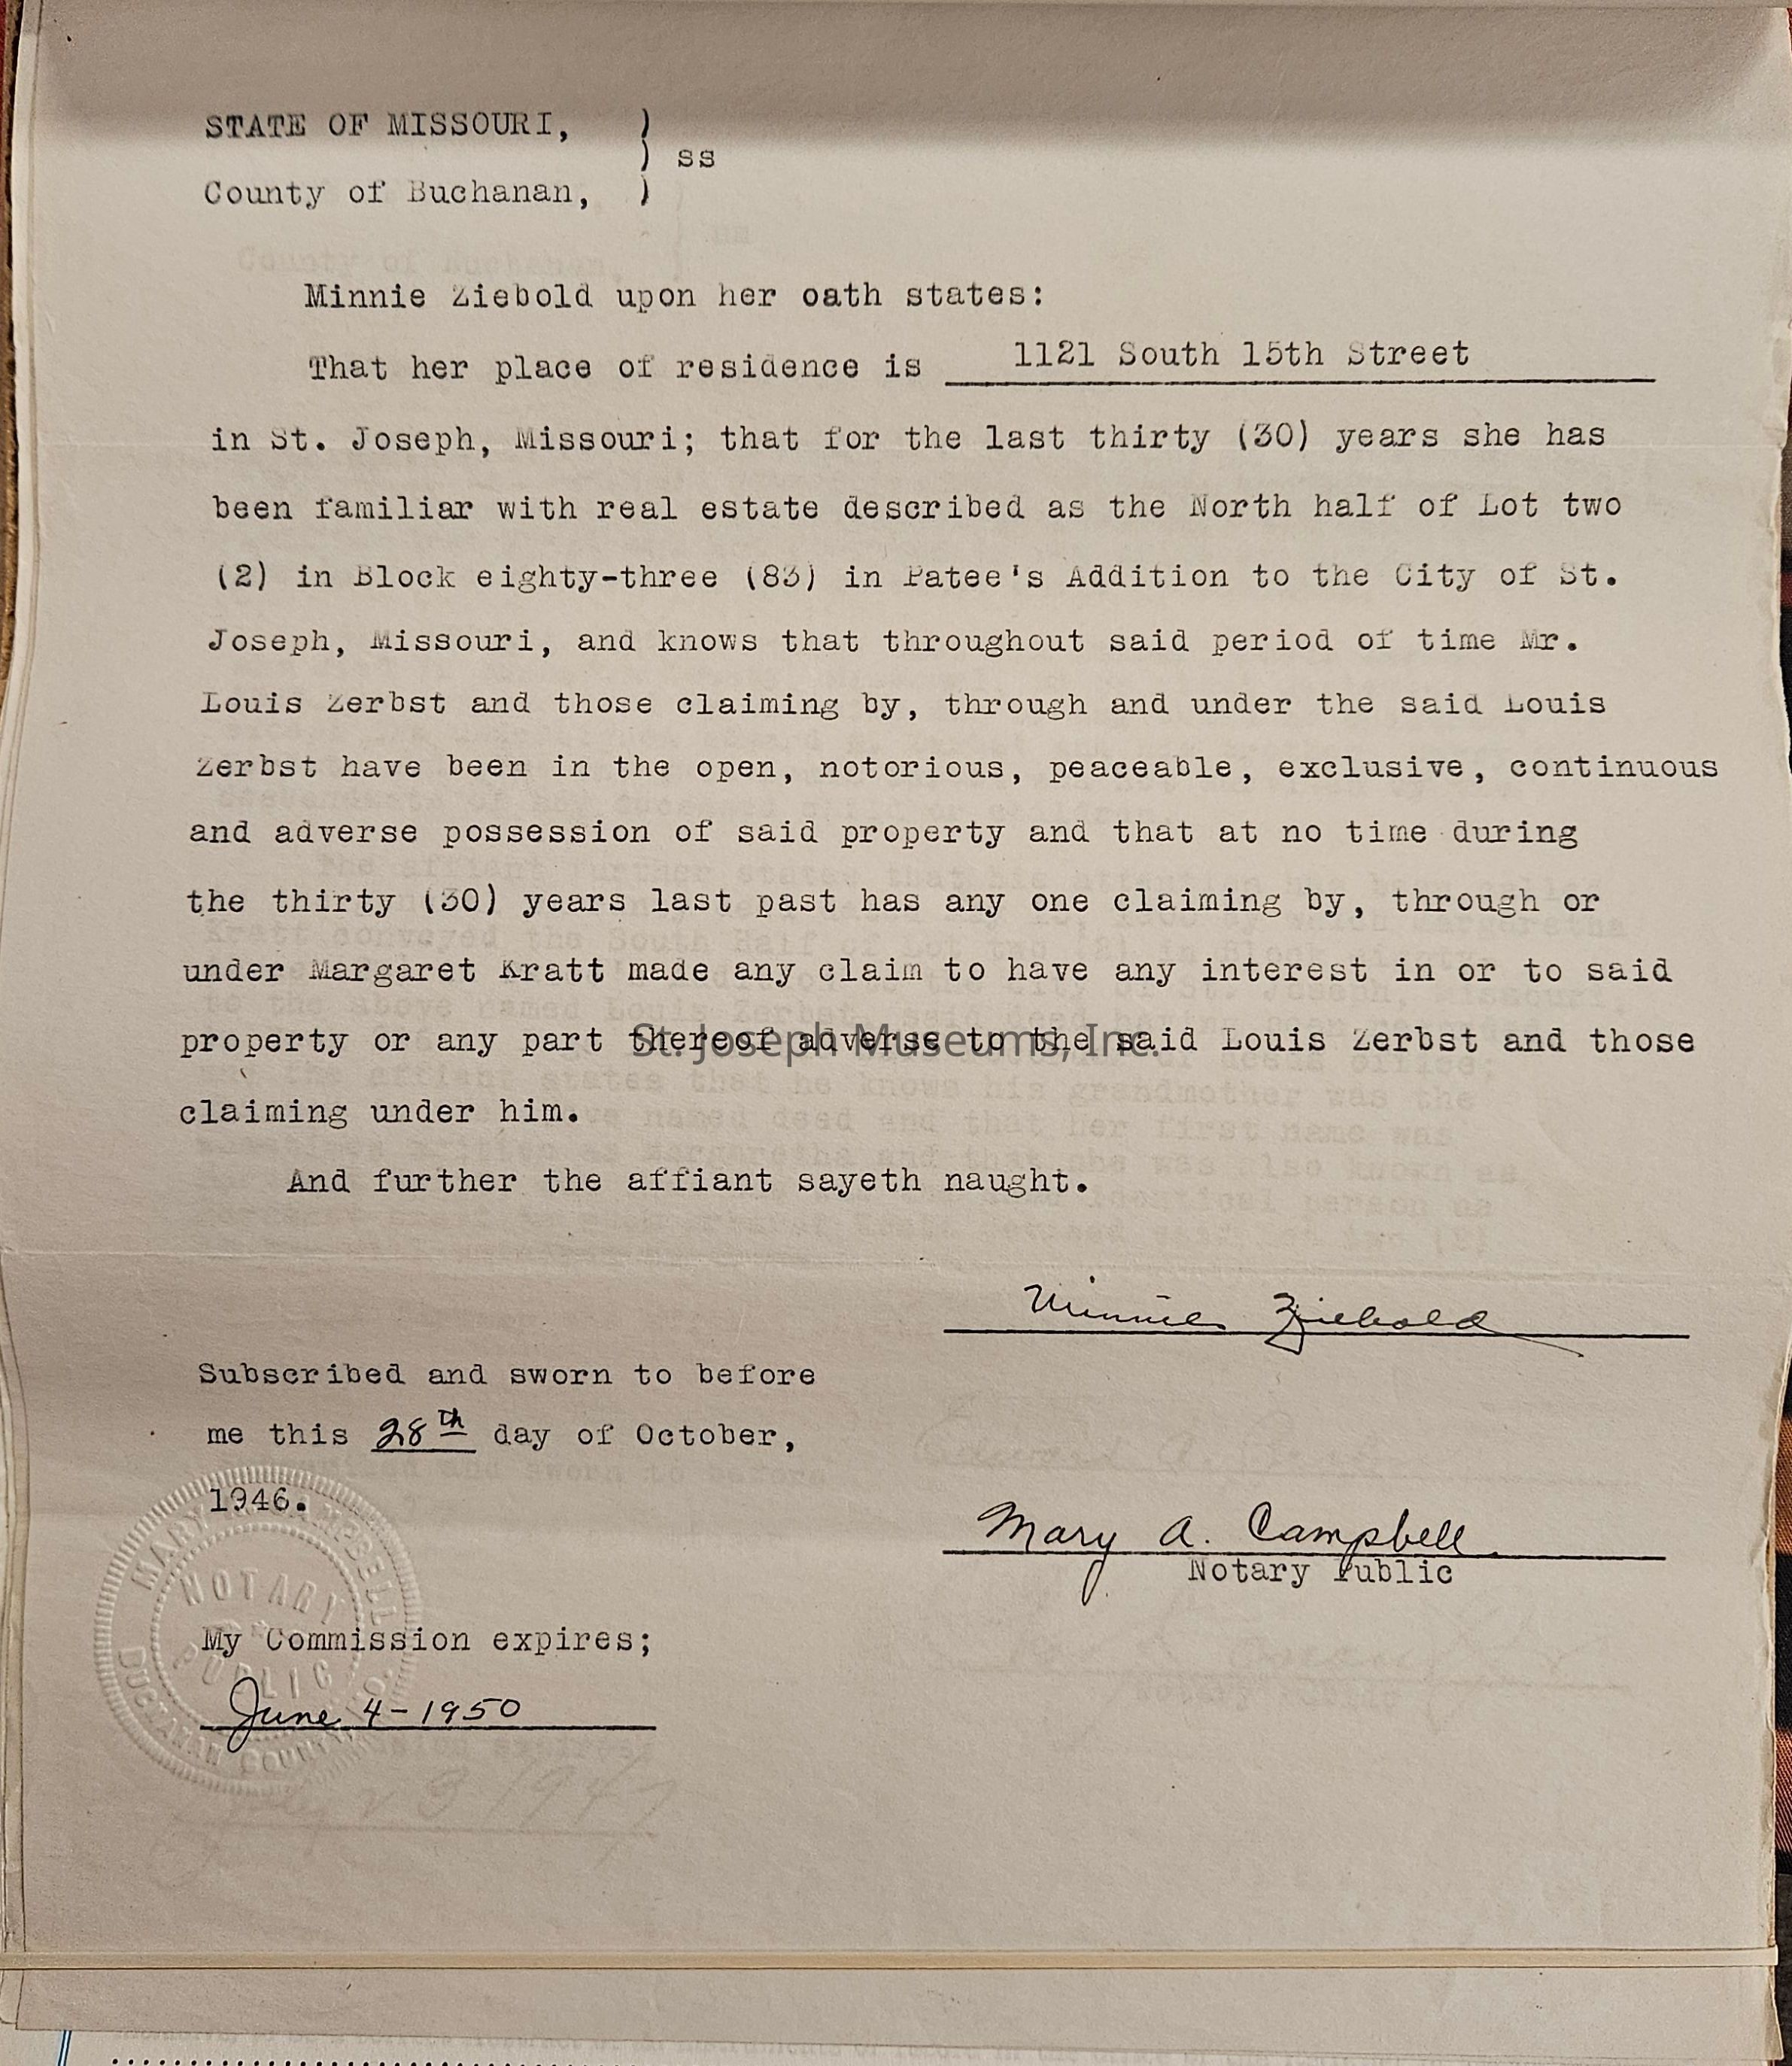 STATE OF MISSOURI, )
) ss
County of Buchanan, )
Minnie Ziebold upon her oath states:
That her place of residence is 1121 South 15th Street
in St. Joseph, Missouri; that for the last thirty (30) years she has
been familiar with real estate described as the North half of Lot two
(2) in Block eighty-three (83) in Patee's Addition to the City of St.
Joseph, Missouri, and knows that throughout said period of time Mr.
Louis Zerbst and those claiming by, through and under the said Louis
Zerbst have been in the open, notorious, peaceable, exclusive, continuous
and adverse possession of said property and that at no time during
the thirty (30) years last past has any one claiming by, through or
under Margaret Kratt made any claim to have any interest in or to said
property or any part thereof adverse to the said Louis Zerbst and those
St. Joseph Museums, Inc.
claiming under him.
And further the affiant sayeth naught.
Minnie Ziebold
Subscribed and sworn to before
me this 28th day of October,
1946.
Mary A. Campbell
Notary Public
MARY A. CAMPBELL
NOTARY
PUBLIC
BUCHANAN COUNTY, MO.
My Commission expires;
June 4-1950